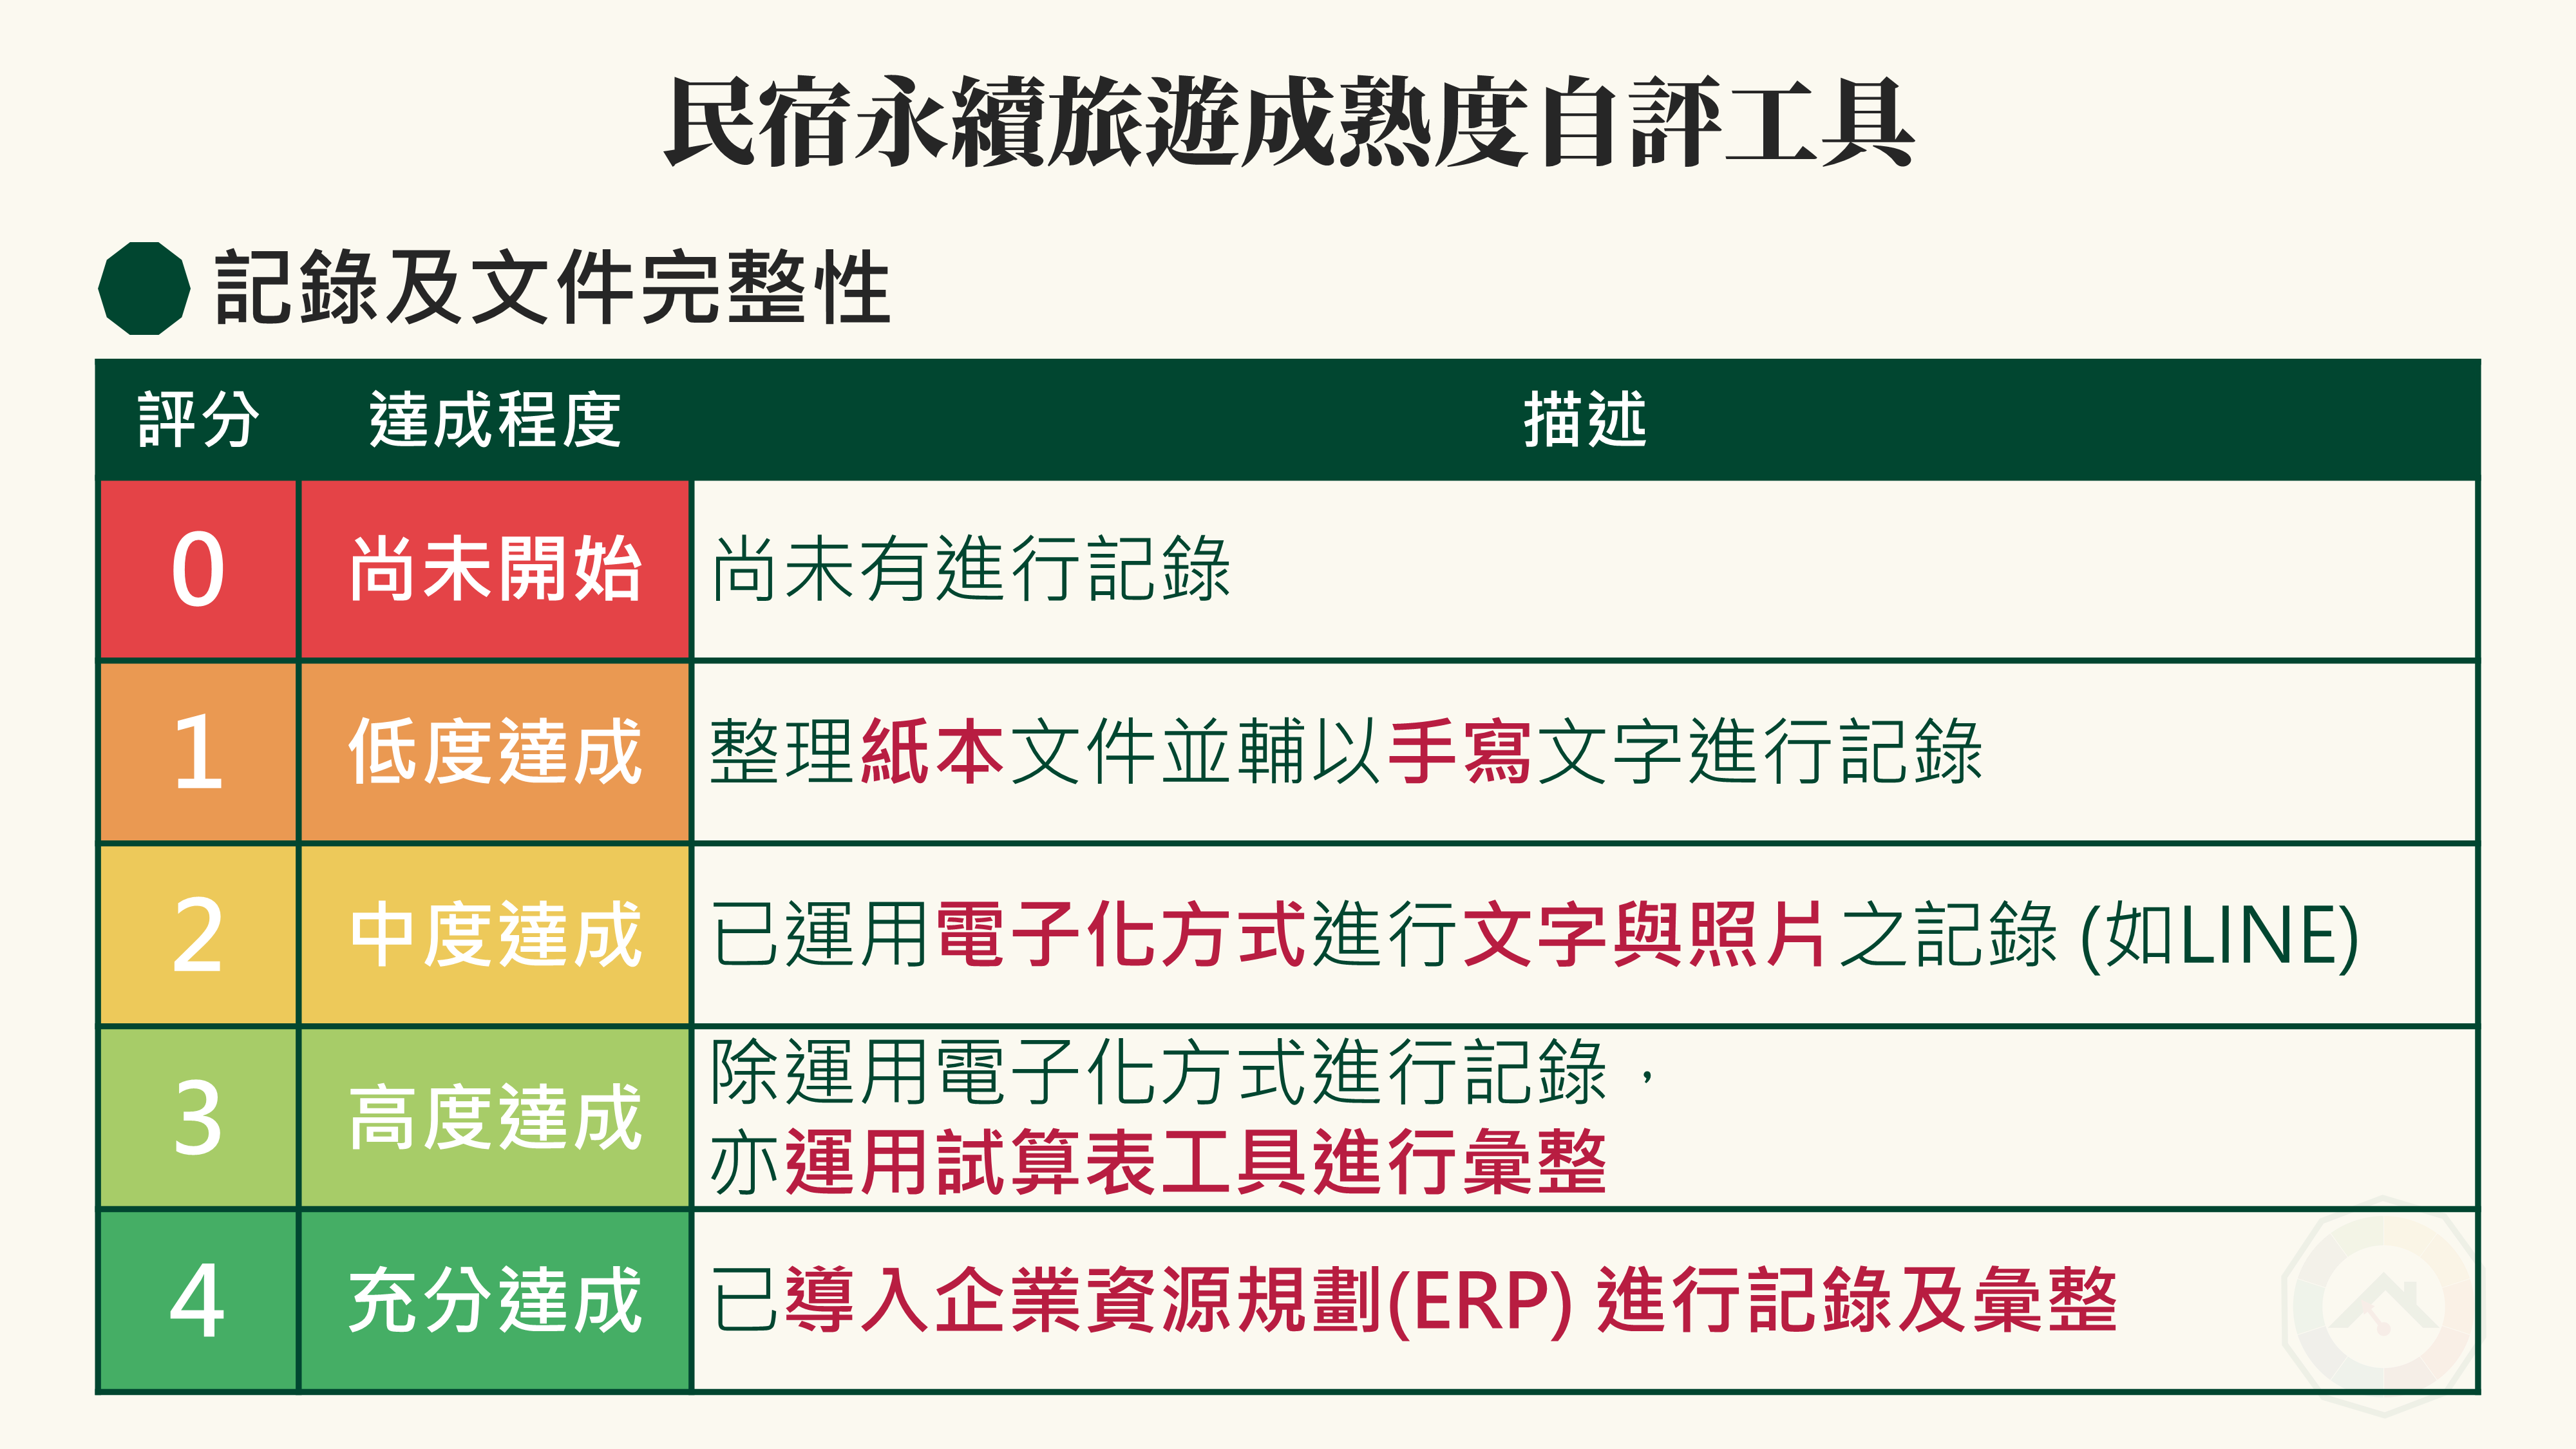 民宿永續旅遊成熟度自評工具
記錄及文件完整性
評分 達成程度 描述
0 尚未開始 尚未有進行記錄
1 低度達成 整理紙本文件並輔以手寫文字進行記錄
2 中度達成 已運用電子化方式進行文字與照片之記錄 (如LINE)
3 高度達成 除運用電子化方式進行記錄，
亦運用試算表工具進行彙整
4 充分達成 已導入企業資源規劃(ERP) 進行記錄及彙整